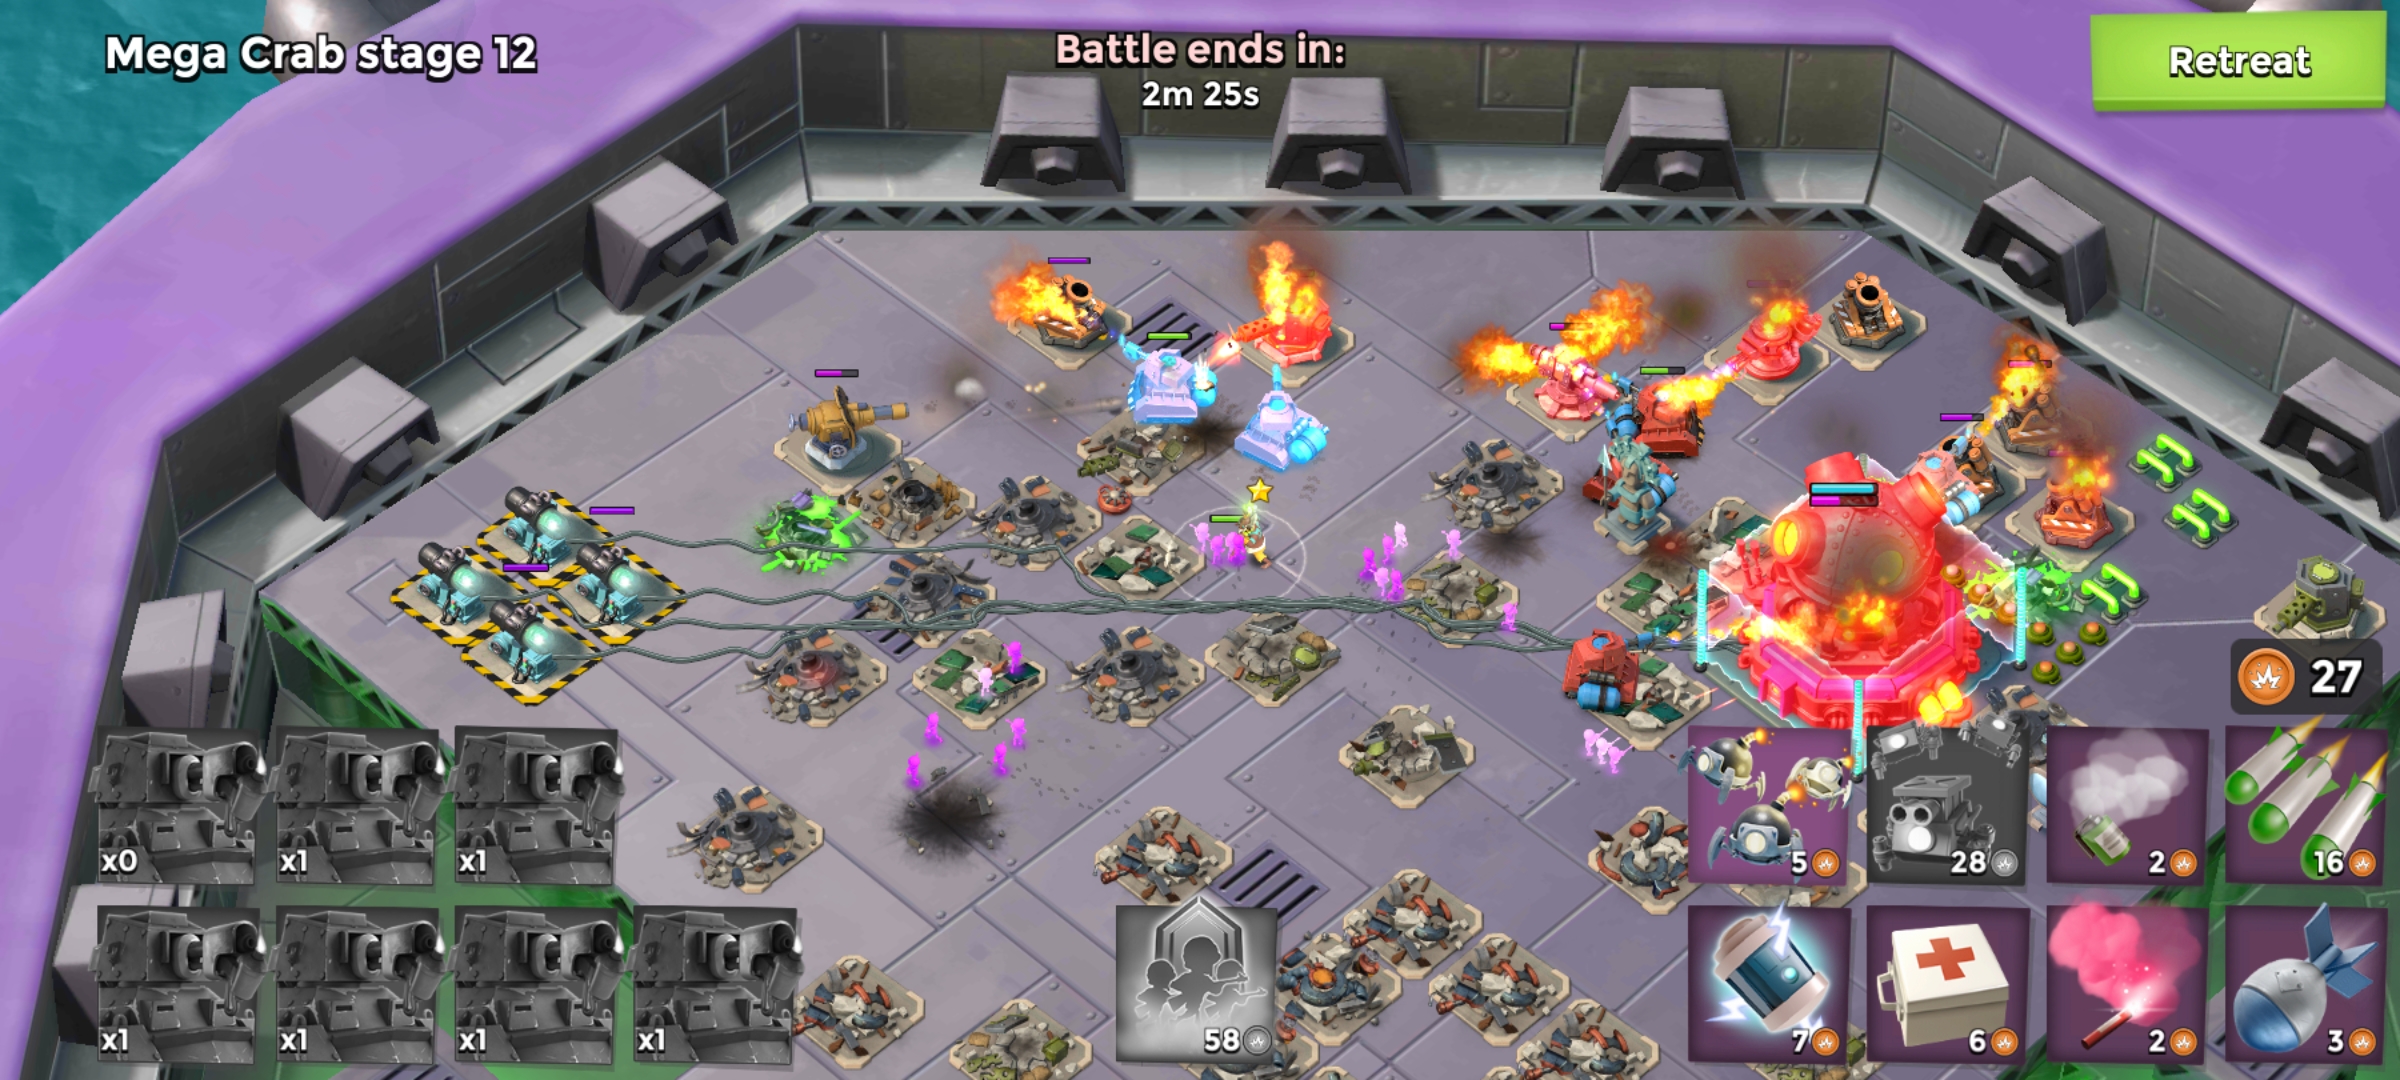 Mega Crab stage 12
Battle ends in:
2m 25s
Retreat
27
x0
x1
x1
5
28
2
16
x1
x1
x1
x1
58
7
6
2
3